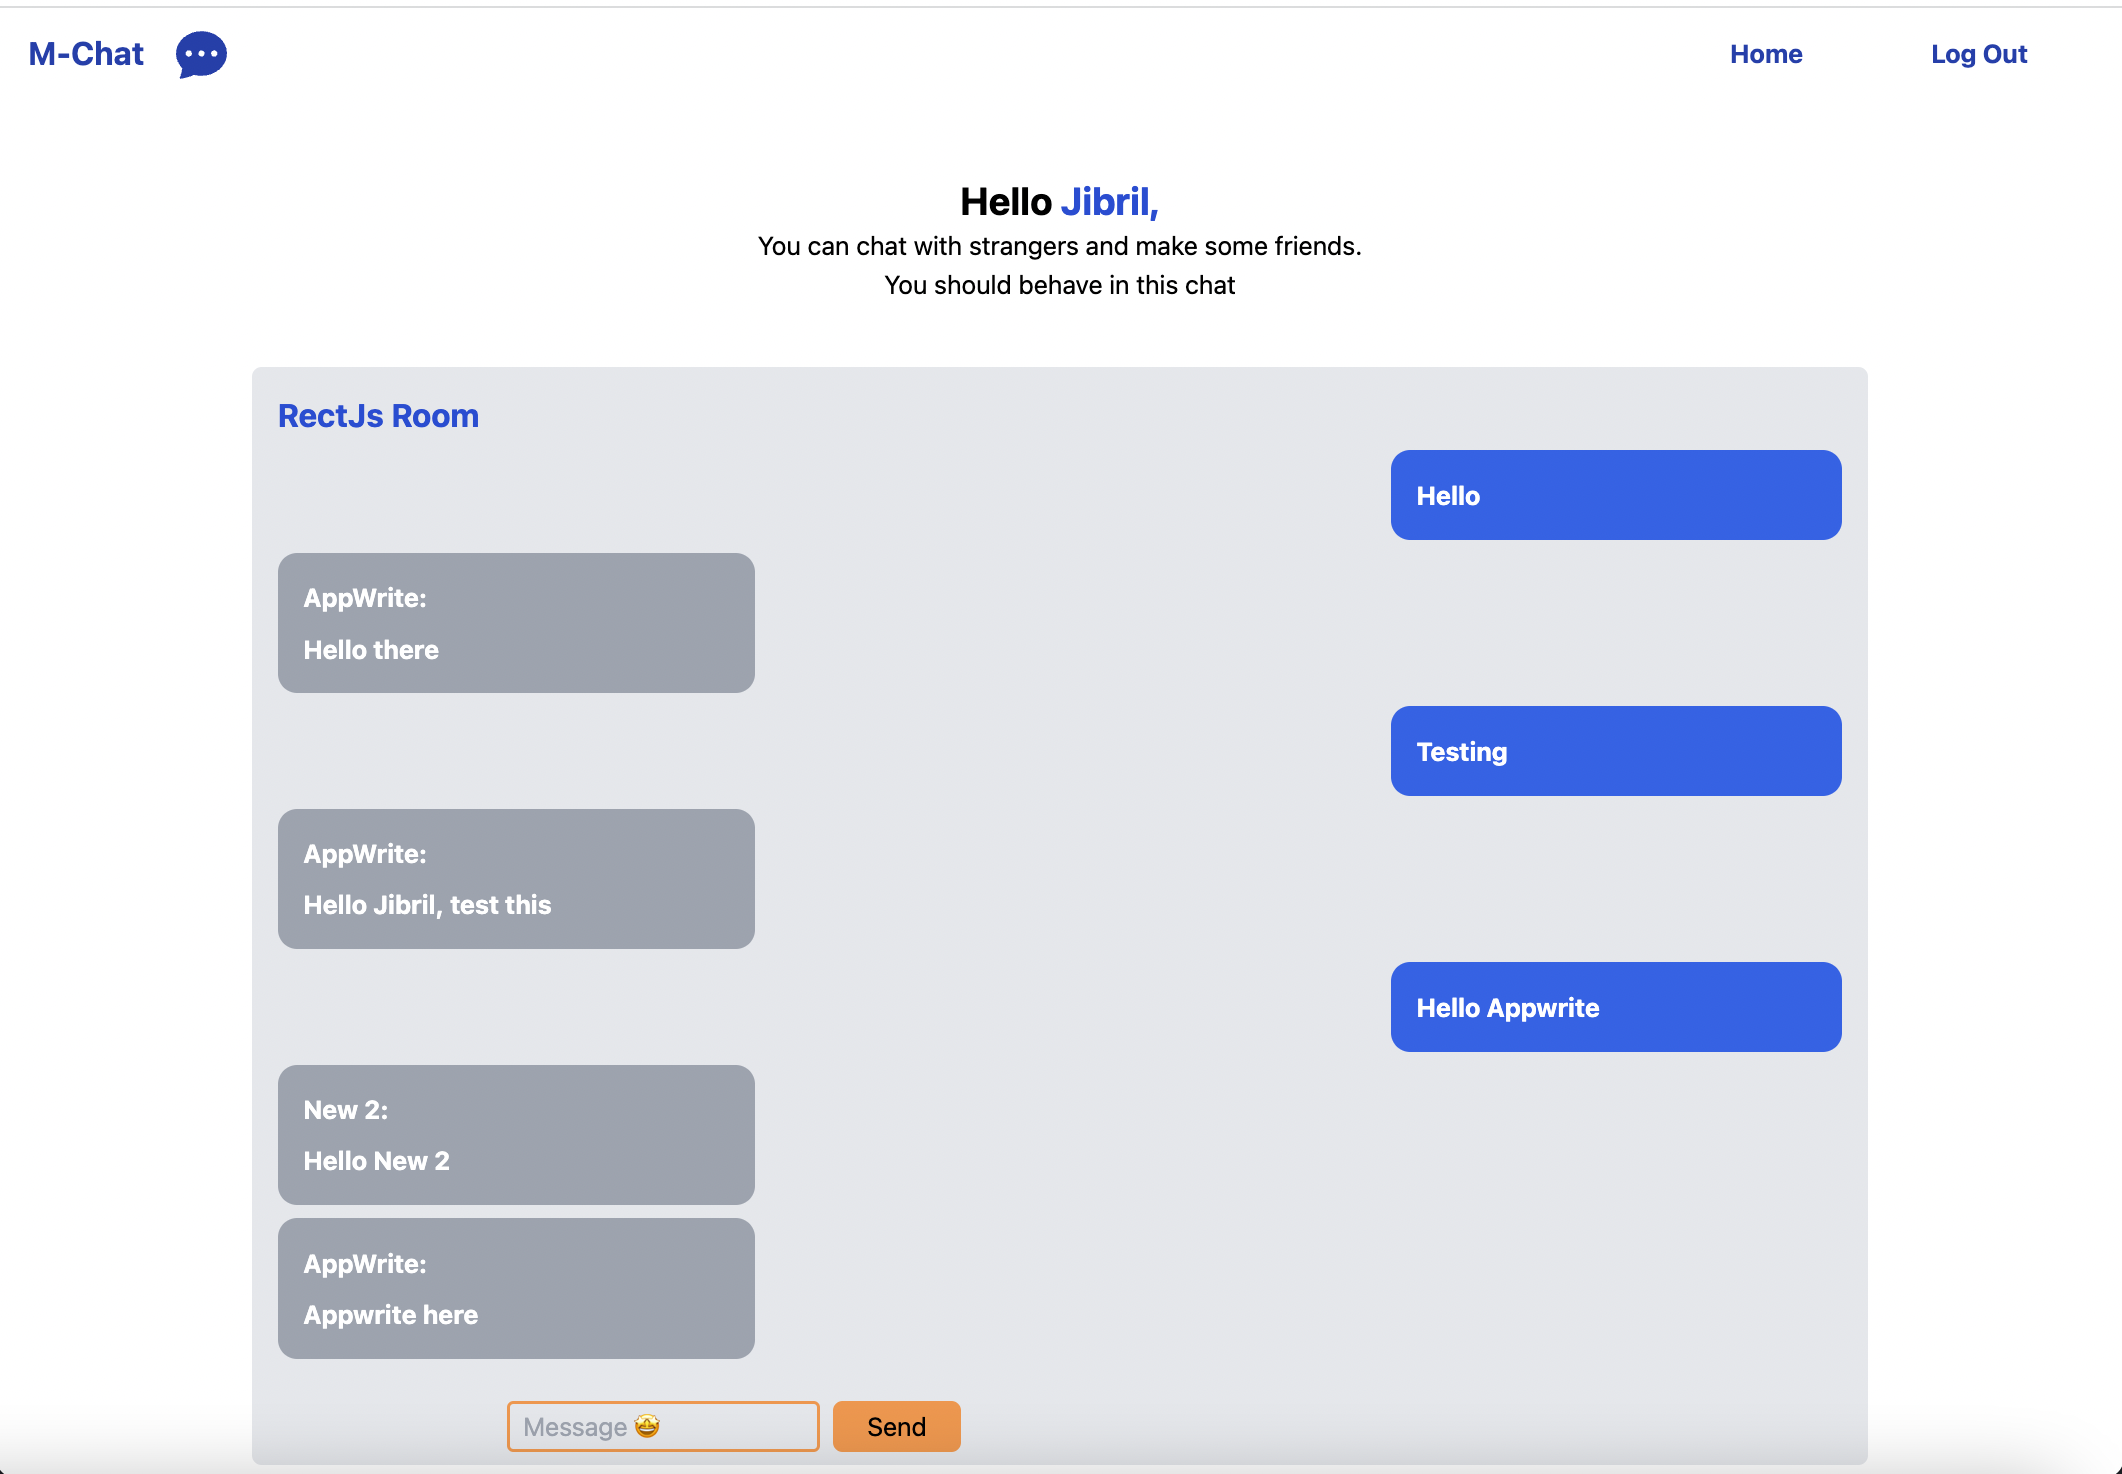 M-Chat
Home
Log Out
Hello Jibril,
You can chat with strangers and make some friends.
You should behave in this chat
RectJs Room
Hello
AppWrite:
Hello there
Testing
AppWrite:
Hello Jibril, test this
Hello Appwrite
New 2:
Hello New 2
AppWrite:
Appwrite here
Message 🤩
Send